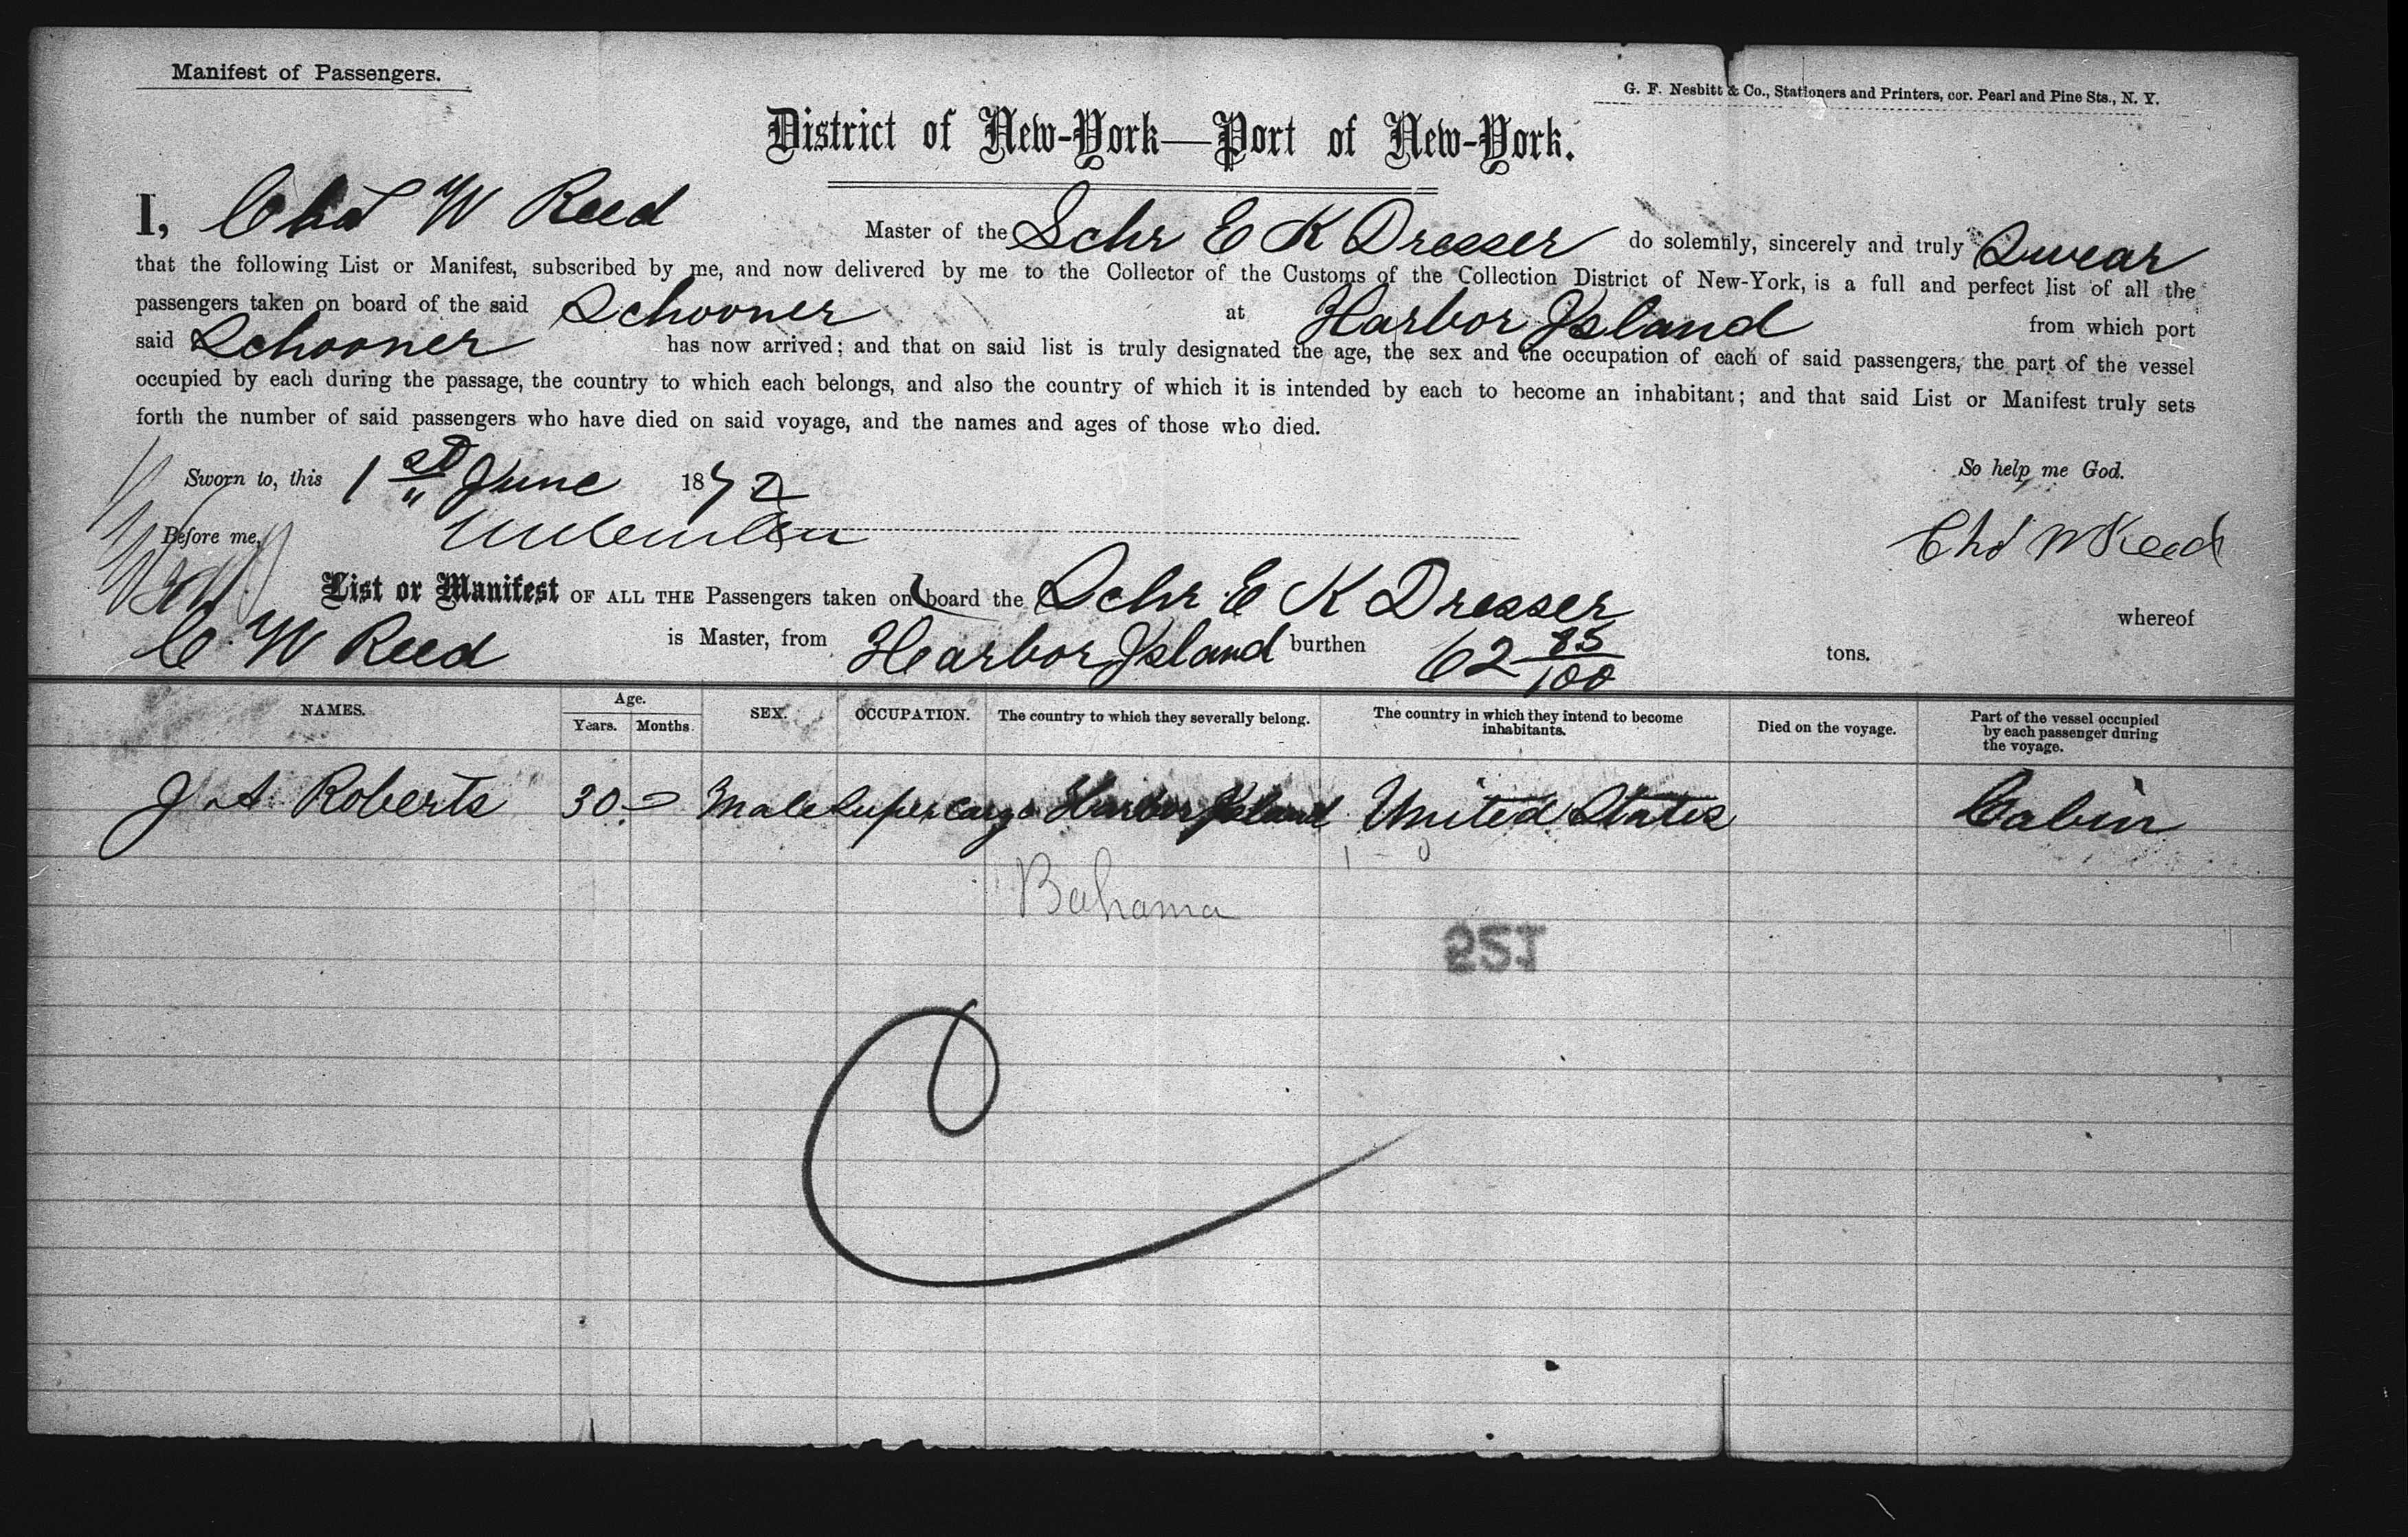 Manifest of Passengers.
G. F. Nesbitt & Co., Stationers and Printers, cor. Pearl and Pine Sts., N. Y.
District of New-York—Port of New-York.
I, Chas W Reed Master of the Schr E K Dresser do solemnly, sincerely and truly Swear
that the following List or Manifest, subscribed by me, and now delivered by me to the Collector of the Customs of the Collection District of New-York, is a full and perfect list of all the
passengers taken on board of the said Schooner at Harbor Island from which port
said Schooner has now arrived; and that on said list is truly designated the age, the sex and the occupation of each of said passengers, the part of the vessel
occupied by each during the passage, the country to which each belongs, and also the country of which it is intended by each to become an inhabitant; and that said List or Manifest truly sets
forth the number of said passengers who have died on said voyage, and the names and ages of those who died.
Sworn to, this 1st June 1872 So help me God.
Before me, Chs W Reed
List or Manifest OF ALL THE Passengers taken on board the Schr E K Dresser whereof
C. W Reed is Master, from Harbor Island burthen 62 85/100 tons.
NAMES. Age. Years. Months. SEX. OCCUPATION. The country to which they severally belong. The country in which they intend to become inhabitants. Died on the voyage. Part of the vessel occupied by each passenger during the voyage.
J. A. Roberts 30 Male Supercargo Harbor Island United States Cabin
Bahama